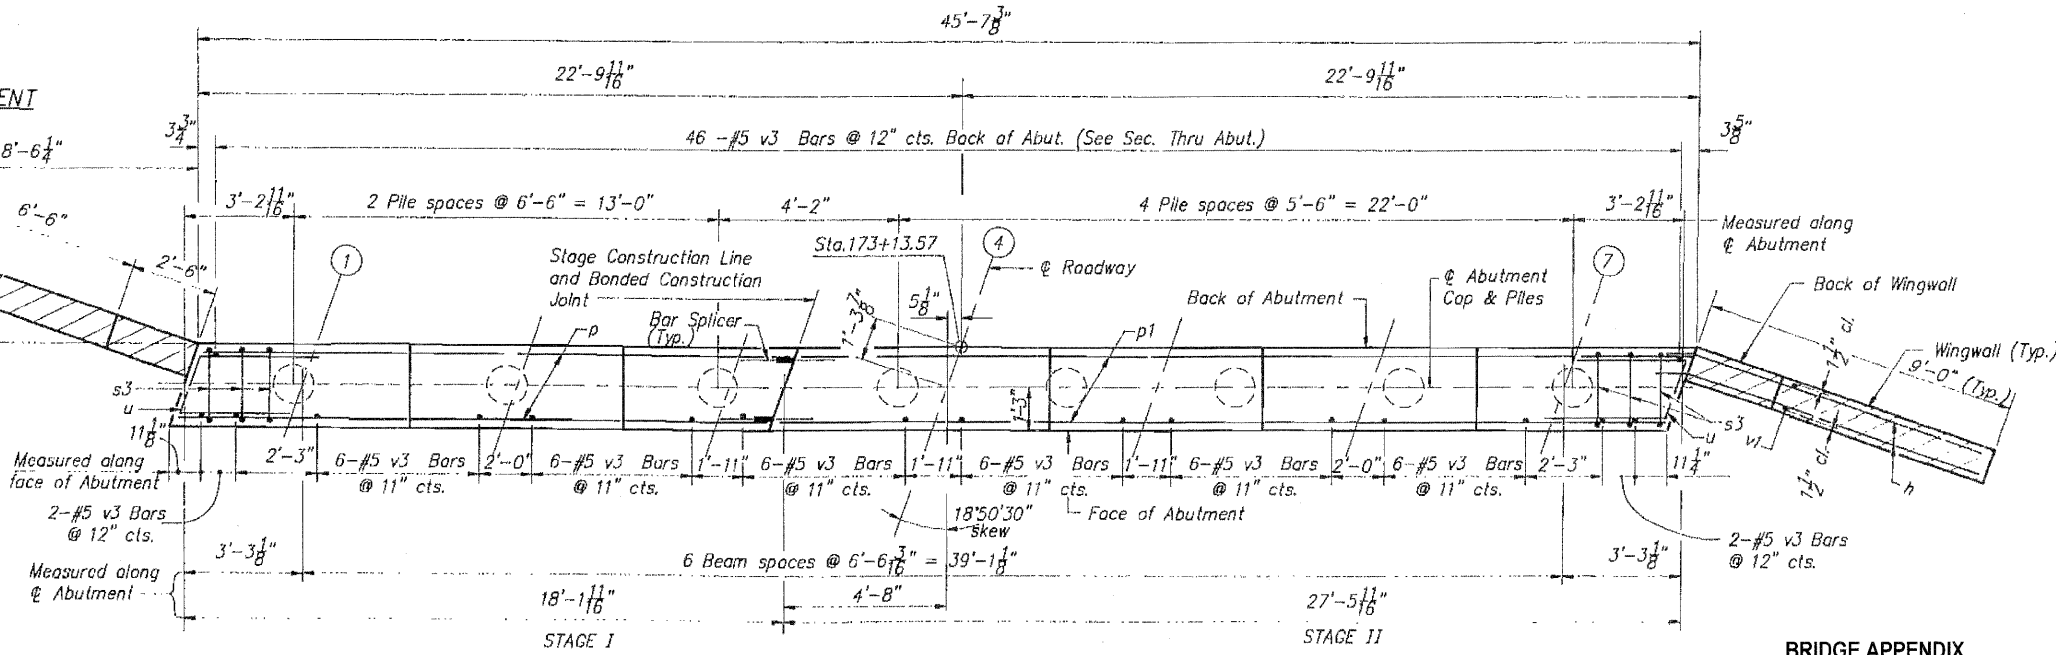 45'-7 3/8"
22'-9 11/16"
22'-9 11/16"
ENT
3 3/4"
3 5/8"
8'-6 1/4"
46 -#5 v3 Bars @ 12" cts. Back of Abut. (See Sec. Thru Abut.)
3'-2 11/16"
2 Pile spaces @ 6'-6" = 13'-0"
4'-2"
4 Pile spaces @ 5'-6" = 22'-0"
3'-2 11/16"
6'-6"
2'-6"
1
Stage Construction Line
and Bonded Construction
Joint
Sta.173+13.57
4
℄ Roadway
7
Measured along
℄ Abutment
℄ Abutment
Cap & Piles
Back of Abutment
Back of Wingwall
5 1/8"
1'-3 7/8"
Bar Splicer
(Typ.)
p
p1
1 1/2" cl.
Wingwall (Typ.)
9'-0" (Typ.)
s3
u
1'-3"
s3
u
v1
1 1/2" cl.
h
11 1/8"
Measured along
face of Abutment
2'-3"
6-#5 v3 Bars
@ 11" cts.
2'-0"
6-#5 v3 Bars
@ 11" cts.
1'-11"
6-#5 v3 Bars
@ 11" cts.
1'-11"
6-#5 v3 Bars
@ 11" cts.
1'-11"
6-#5 v3 Bars
@ 11" cts.
2'-0"
6-#5 v3 Bars
@ 11" cts.
2'-3"
11 1/4"
2-#5 v3 Bars
@ 12" cts.
18°50'30"
skew
Face of Abutment
2-#5 v3 Bars
@ 12" cts.
3'-3 1/8"
6 Beam spaces @ 6'-6 3/16" = 39'-1 1/8"
3'-3 1/8"
Measured along
℄ Abutment
18'-1 11/16"
4'-8"
27'-5 11/16"
STAGE I
STAGE II
BRIDGE APPENDIX